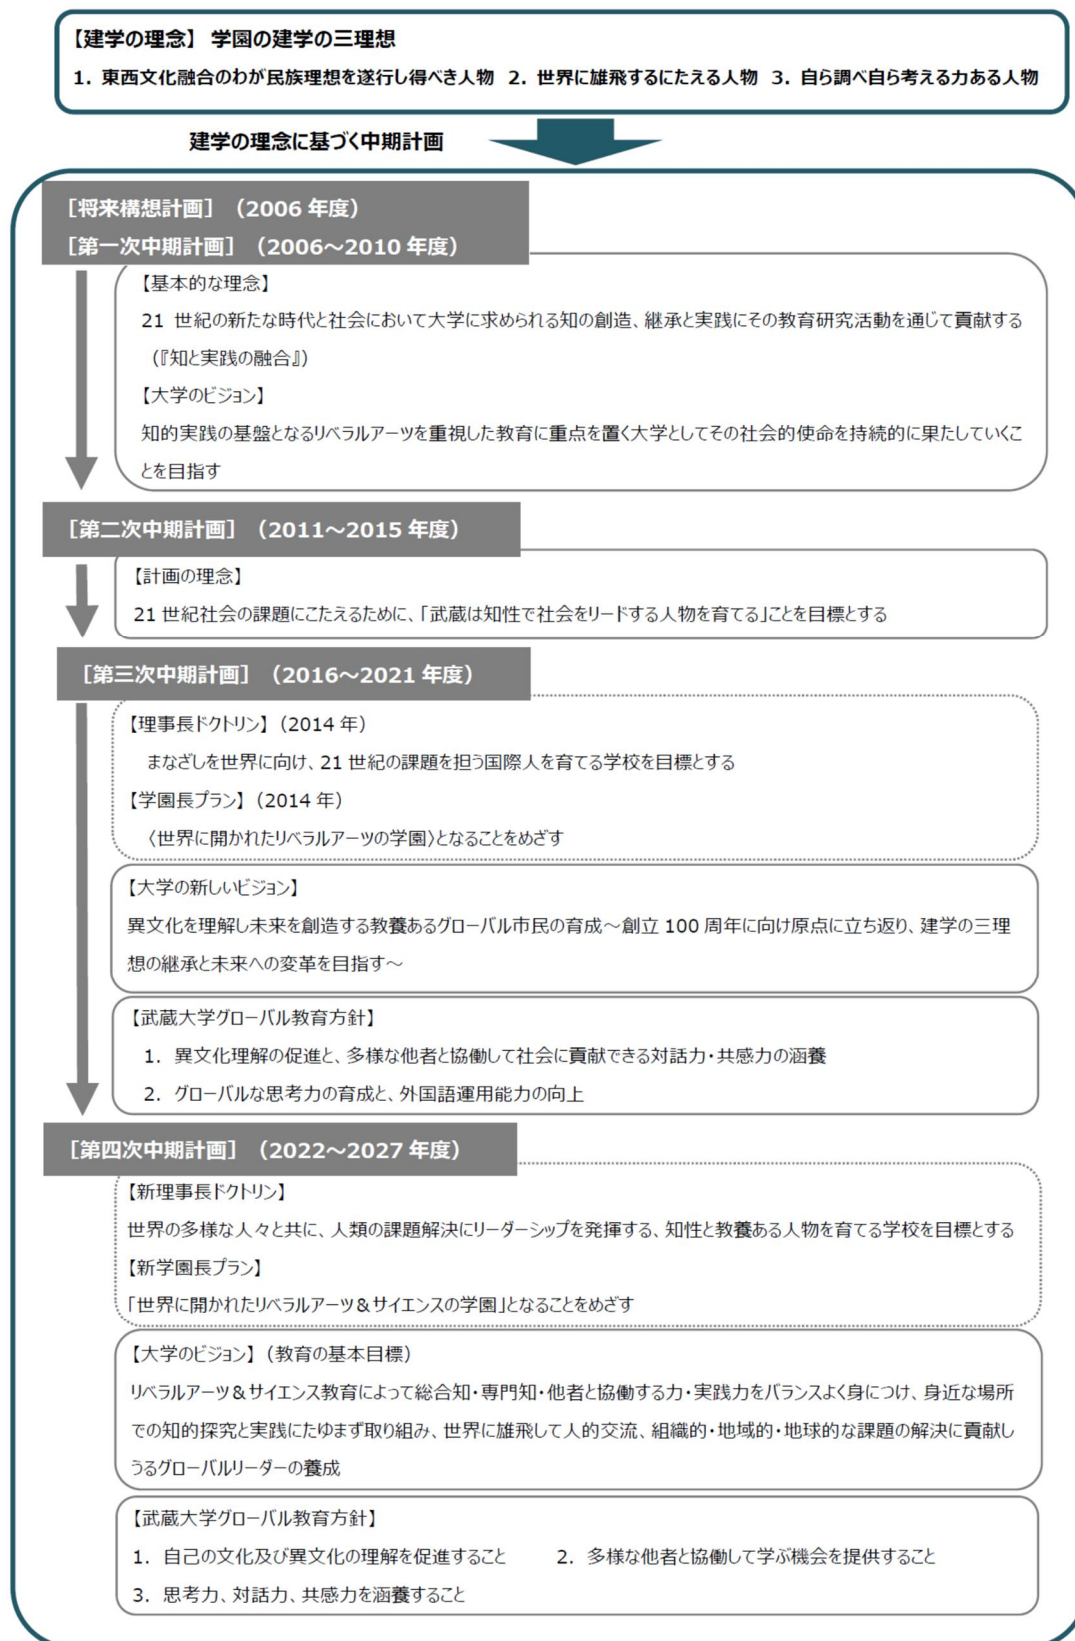 【建学の理念】 学園の建学の三理想
1. 東西文化融合のわが民族理想を遂行し得べき人物 2. 世界に雄飛するにたえる人物 3. 自ら調べ自ら考える力ある人物
建学の理念に基づく中期計画
［将来構想計画］（2006 年度）
［第一次中期計画］（2006～2010 年度）
【基本的な理念】
21 世紀の新たな時代と社会において大学に求められる知の創造、継承と実践にその教育研究活動を通じて貢献する
（『知と実践の融合』）
【大学のビジョン】
知的実践の基盤となるリベラルアーツを重視した教育に重点を置く大学としてその社会的使命を持続的に果たしていくこ
とを目指す
［第二次中期計画］（2011～2015 年度）
【計画の理念】
21 世紀社会の課題にこたえるために、「武蔵は知性で社会をリードする人物を育てる」ことを目標とする
［第三次中期計画］（2016～2021 年度）
【理事長ドクトリン】（2014 年）
まなざしを世界に向け、21 世紀の課題を担う国際人を育てる学校を目標とする
【学園長プラン】（2014 年）
〈世界に開かれたリベラルアーツの学園〉となることをめざす
【大学の新しいビジョン】
異文化を理解し未来を創造する教養あるグローバル市民の育成～創立 100 周年に向け原点に立ち返り、建学の三理
想の継承と未来への変革を目指す～
【武蔵大学グローバル教育方針】
1. 異文化理解の促進と、多様な他者と協働して社会に貢献できる対話力・共感力の涵養
2. グローバルな思考力の育成と、外国語運用能力の向上
［第四次中期計画］（2022～2027 年度）
【新理事長ドクトリン】
世界の多様な人々と共に、人類の課題解決にリーダーシップを発揮する、知性と教養ある人物を育てる学校を目標とする
【新学園長プラン】
「世界に開かれたリベラルアーツ＆サイエンスの学園」となることをめざす
【大学のビジョン】（教育の基本目標）
リベラルアーツ＆サイエンス教育によって総合知・専門知・他者と協働する力・実践力をバランスよく身につけ、身近な場所
での知的探究と実践にたゆまず取り組み、世界に雄飛して人的交流、組織的・地域的・地球的な課題の解決に貢献し
うるグローバルリーダーの養成
【武蔵大学グローバル教育方針】
1. 自己の文化及び異文化の理解を促進すること 2. 多様な他者と協働して学ぶ機会を提供すること
3. 思考力、対話力、共感力を涵養すること